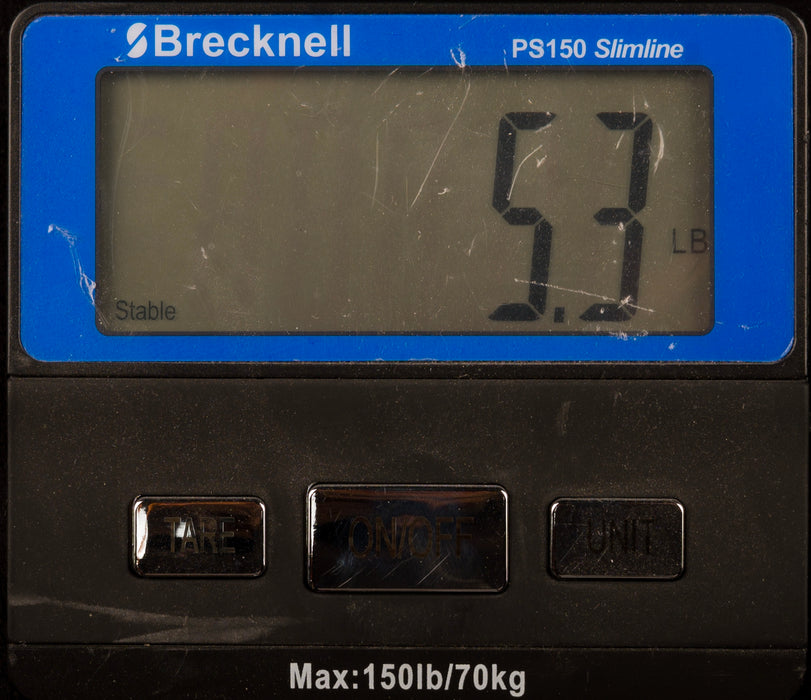 Brecknell
PS150 Slimline
5.3
LB
Stable
TARE
ON/OFF
UNIT
Max:150lb/70kg